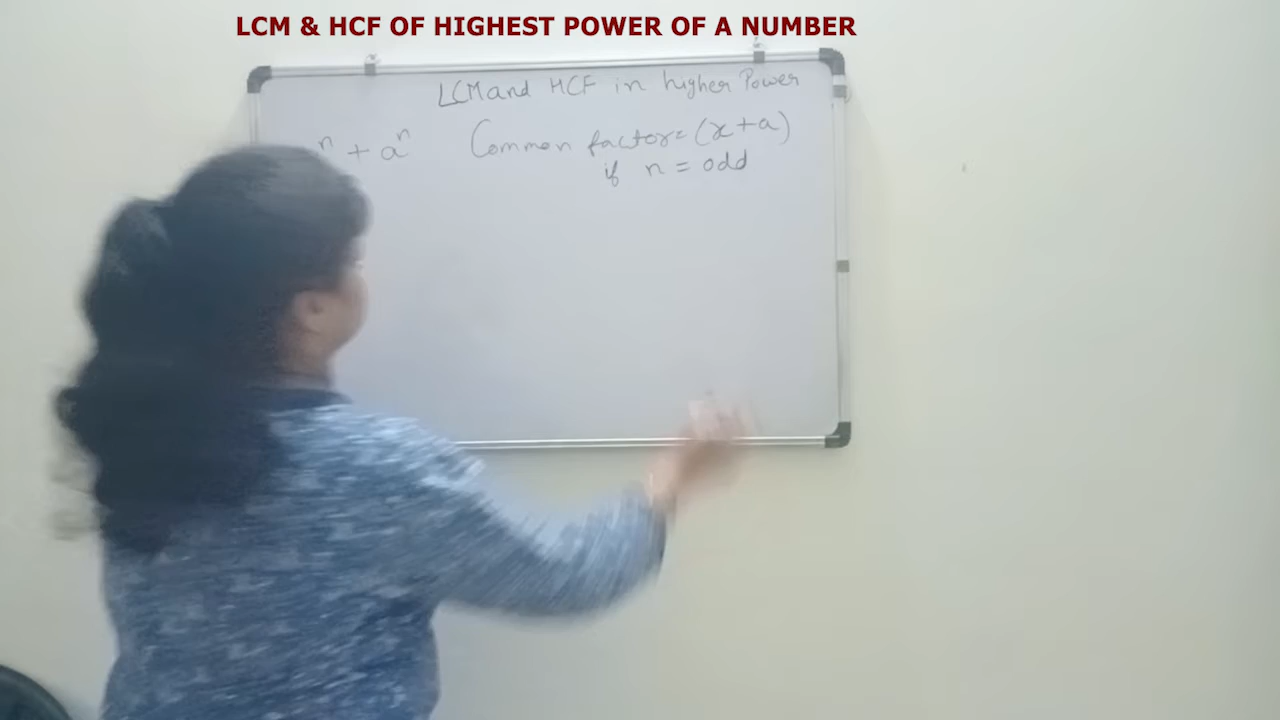 LCM & HCF OF HIGHEST POWER OF A NUMBER
LCM and HCF in higher Power
ⁿ + aⁿ Common factor = (x + a)
if n = odd